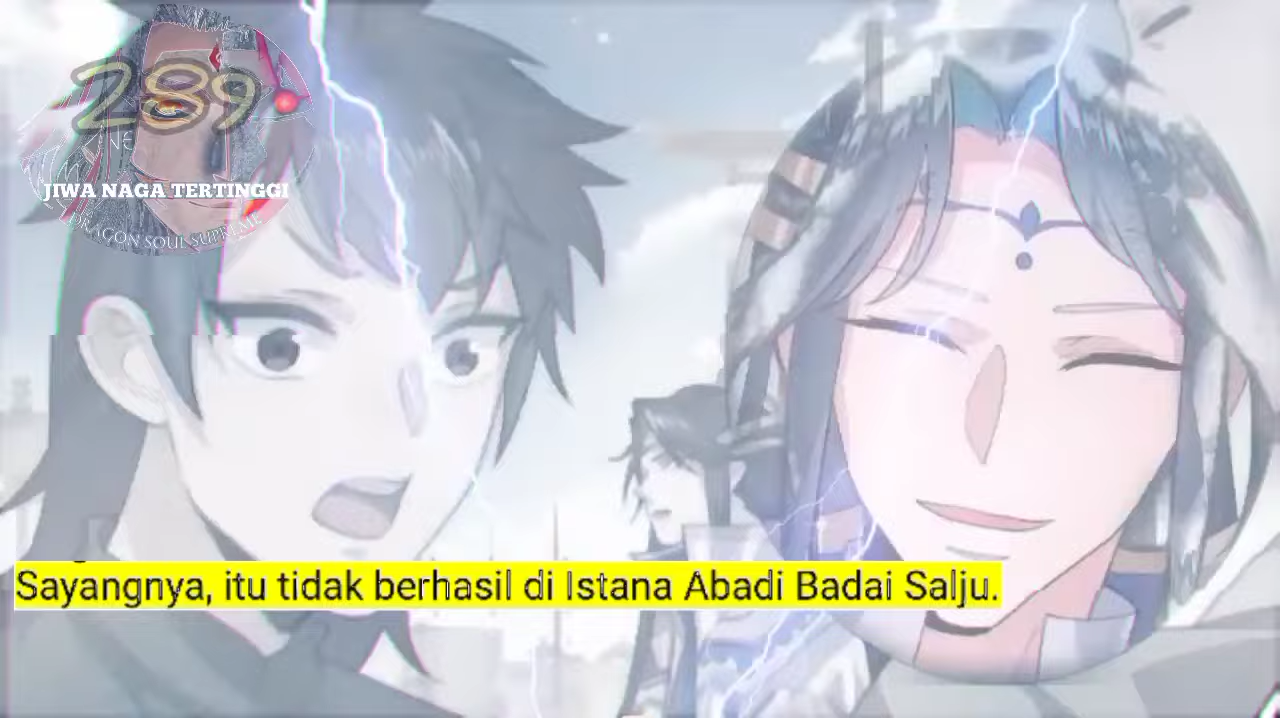 289
JIWA NAGA TERTINGGI
DRAGON SOUL SUPREME
Sayangnya, itu tidak berhasil di Istana Abadi Badai Salju.